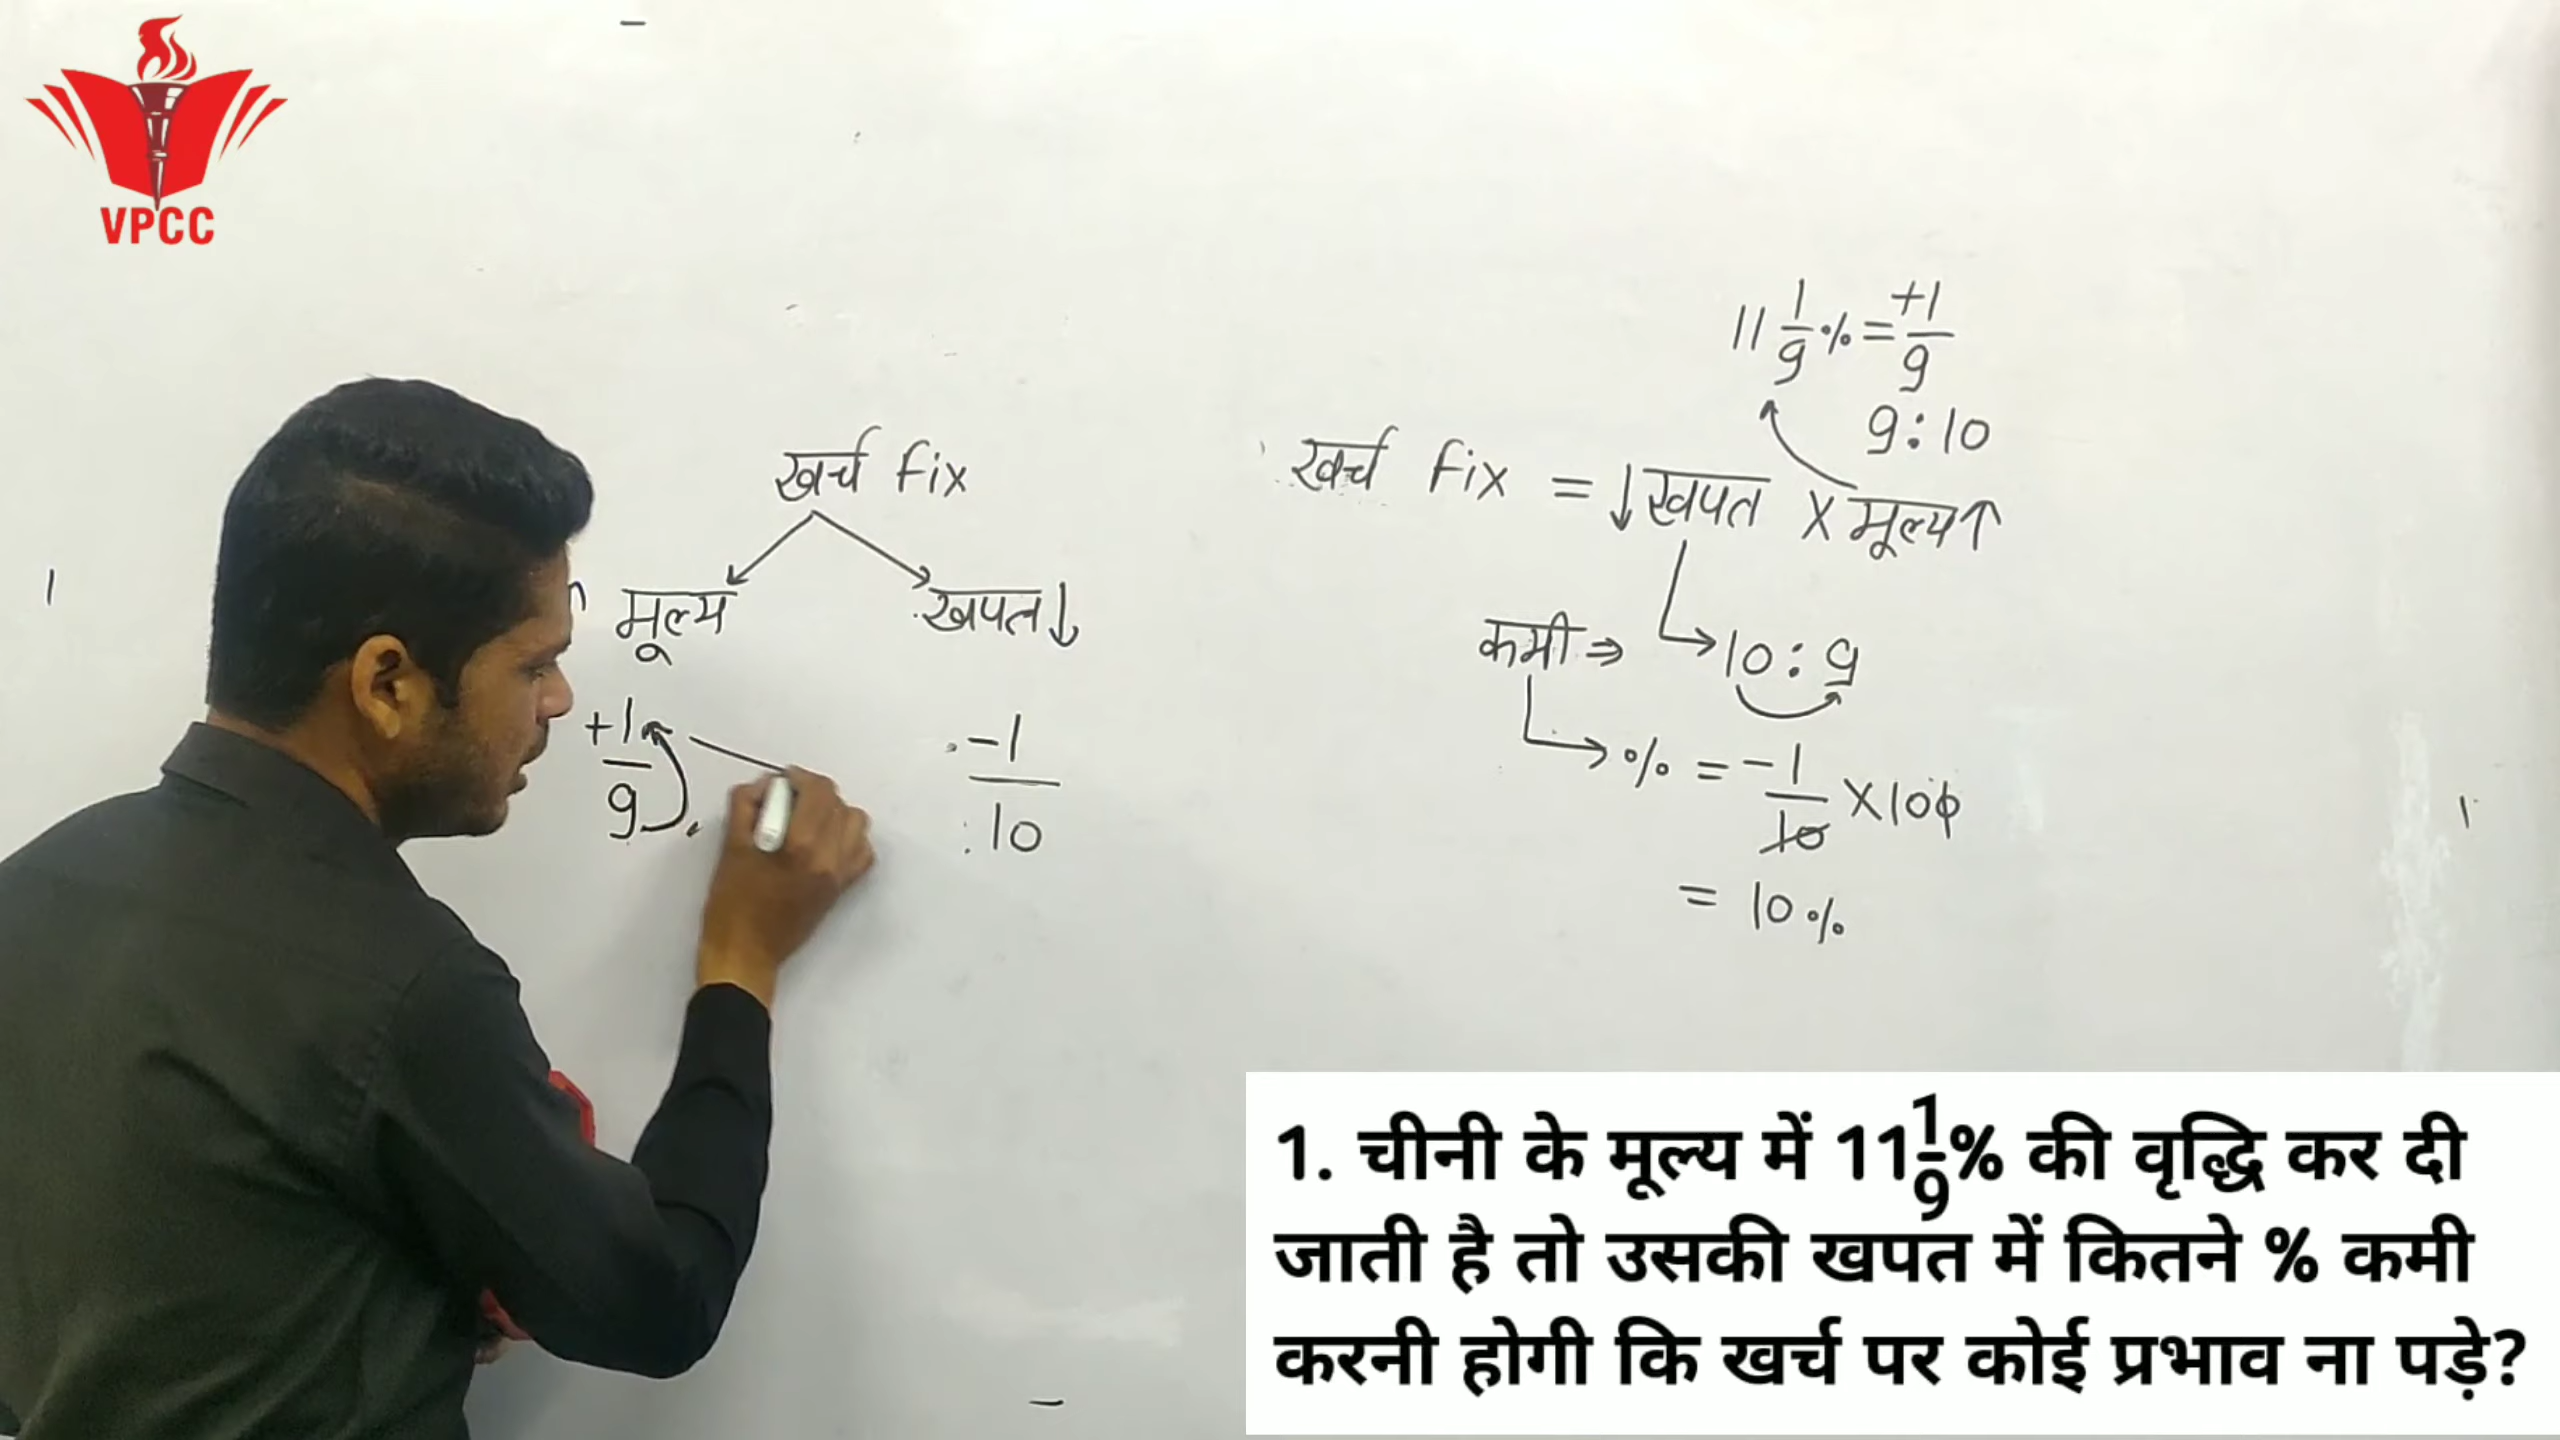 VPCC
खर्च Fix
मूल्य खपत↓
+1/9 -1/10
11 1/9 % = +1/9
9:10
खर्च Fix = ↓खपत X मूल्य↑
कमी ⇒ 10:9
% = -1/10 X 100
= 10%
1. चीनी के मूल्य में 11 1/9% की वृद्धि कर दी
जाती है तो उसकी खपत में कितने % कमी
करनी होगी कि खर्च पर कोई प्रभाव ना पड़े?